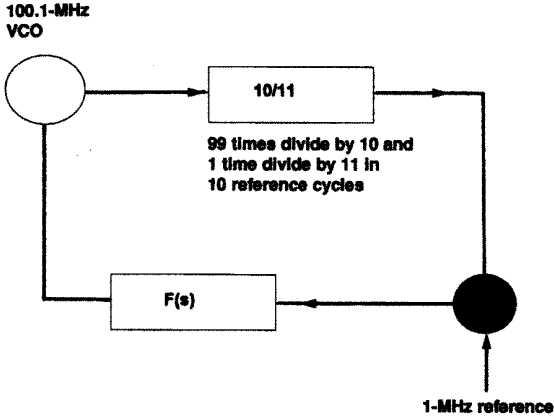 100.1-MHz
VCO
10/11
99 times divide by 10 and
1 time divide by 11 in
10 reference cycles
F(s)
1-MHz reference